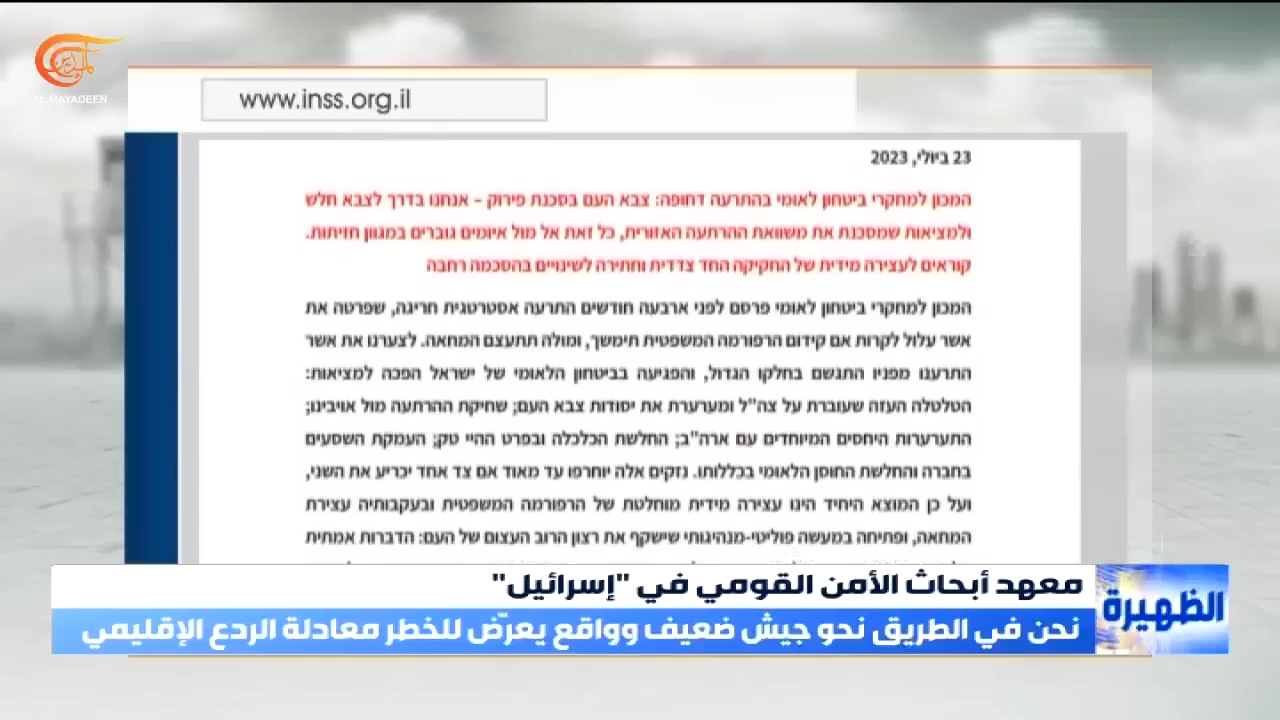 AL MAYADEEN
www.inss.org.il
23 ביולי, 2023
המכון למחקרי ביטחון לאומי בהתרעה דחופה: צבא העם בסכנת פירוק – אנחנו בדרך לצבא חלש
ולמציאות שמסכנת את משוואת ההרתעה האזורית, כל זאת אל מול איומים גוברים במגוון חזיתות.
קוראים לעצירה מידית של החקיקה החד צדדית וחתירה לשינויים בהסכמה רחבה
המכון למחקרי ביטחון לאומי פרסם לפני ארבעה חודשים התרעה אסטרטגית חריגה, שפרטה את
אשר עלול לקרות אם קידום הרפורמה המשפטית תימשך, ומולה תתעצם המחאה. לצערנו את אשר
התרענו מפניו התגשם בחלקו הגדול, והפגיעה בביטחון הלאומי של ישראל הפכה למציאות:
הטלטלה העזה שעוברת על צה"ל ומערערת את יסודות צבא העם; שחיקת ההרתעה מול אויבינו;
התערערות היחסים המיוחדים עם ארה"ב; החלשת הכלכלה ובפרט ההיי טק; העמקת השסעים
בחברה והחלשת החוסן הלאומי בכללותו. נזקים אלה יוחרפו עד מאוד אם צד אחד יכריע את השני,
ועל כן המוצא היחיד הינו עצירה מידית מוחלטת של הרפורמה המשפטית ובעקבותיה עצירת
המחאה, ופתיחה במעשה פוליטי-מנהיגותי שישקף את רצון הרוב העצום של העם: הדברות אמתית
معهد أبحاث الأمن القومي في "إسرائيل"
الظهيرة
نحن في الطريق نحو جيش ضعيف وواقع يعرّض للخطر معادلة الردع الإقليمي